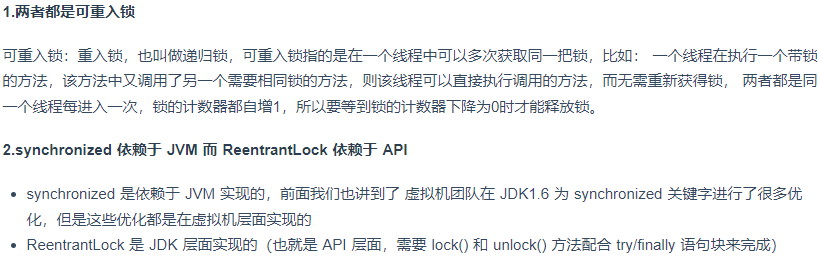 1.两者都是可重入锁
可重入锁：重入锁，也叫做递归锁，可重入锁指的是在一个线程中可以多次获取同一把锁，比如： 一个线程在执行一个带锁
的方法，该方法中又调用了另一个需要相同锁的方法，则该线程可以直接执行调用的方法，而无需重新获得锁， 两者都是同
一个线程每进入一次，锁的计数器都自增1，所以要等到锁的计数器下降为0时才能释放锁。
2.synchronized 依赖于 JVM 而 ReentrantLock 依赖于 API
• synchronized 是依赖于 JVM 实现的，前面我们也讲到了 虚拟机团队在 JDK1.6 为 synchronized 关键字进行了很多优
化，但是这些优化都是在虚拟机层面实现的
• ReentrantLock 是 JDK 层面实现的（也就是 API 层面，需要 lock() 和 unlock() 方法配合 try/finally 语句块来完成）